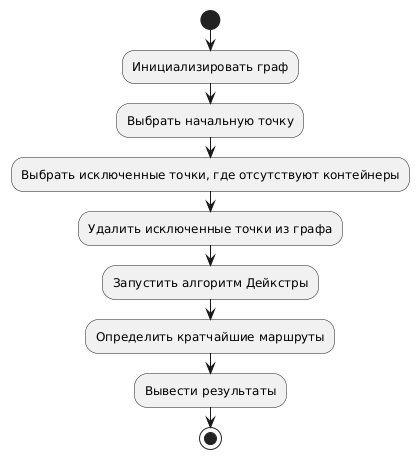 Инициализировать граф
Выбрать начальную точку
Выбрать исключенные точки, где отсутствуют контейнеры
Удалить исключенные точки из графа
Запустить алгоритм Дейкстры
Определить кратчайшие маршруты
Вывести результаты